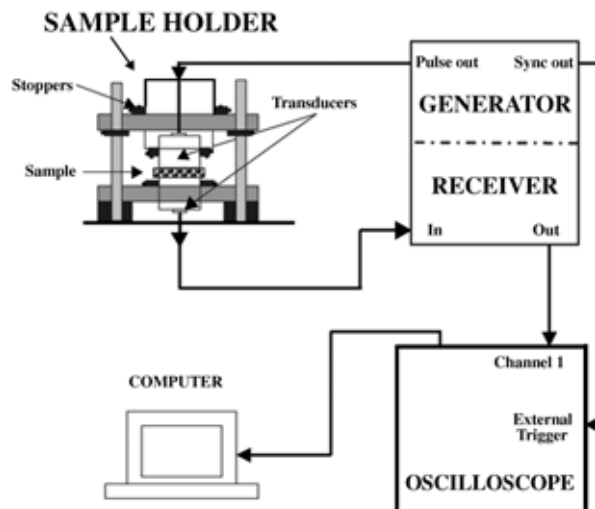 SAMPLE HOLDER
Stoppers
Transducers
Sample
Pulse out
Sync out
GENERATOR
RECEIVER
In
Out
Channel 1
External
Trigger
OSCILLOSCOPE
COMPUTER